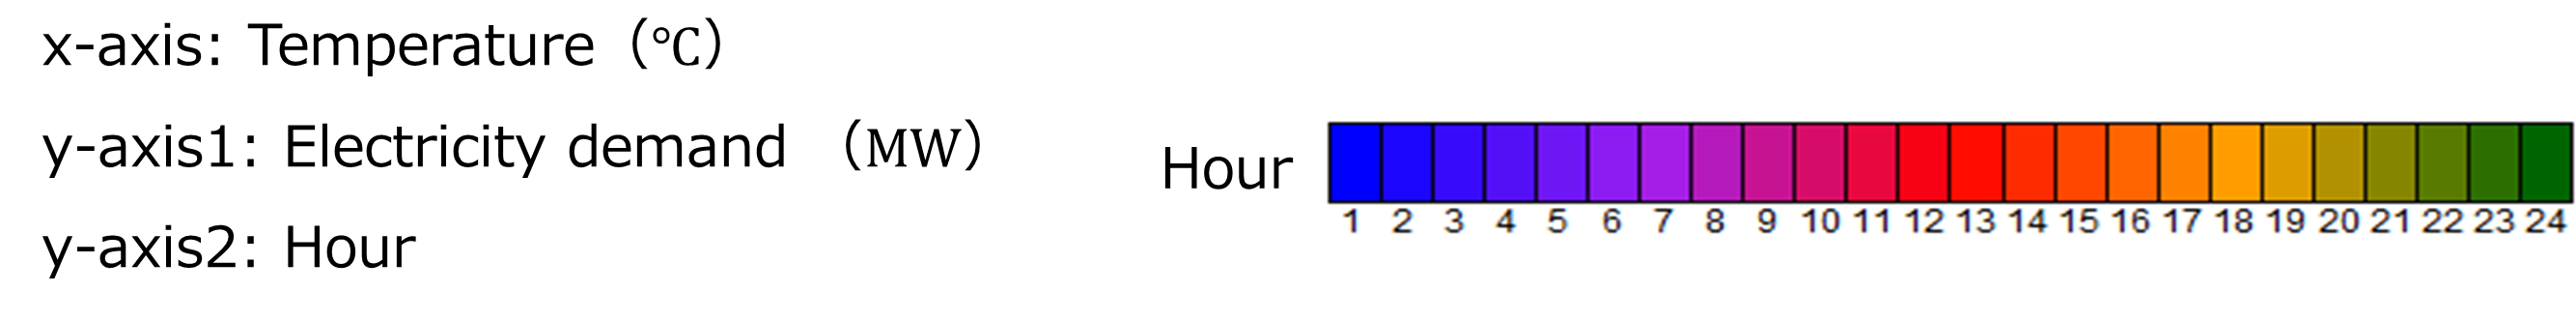 x-axis: Temperature（℃）
y-axis1: Electricity demand （MW）
y-axis2: Hour
Hour
1 2 3 4 5 6 7 8 9 10 11 12 13 14 15 16 17 18 19 20 21 22 23 24